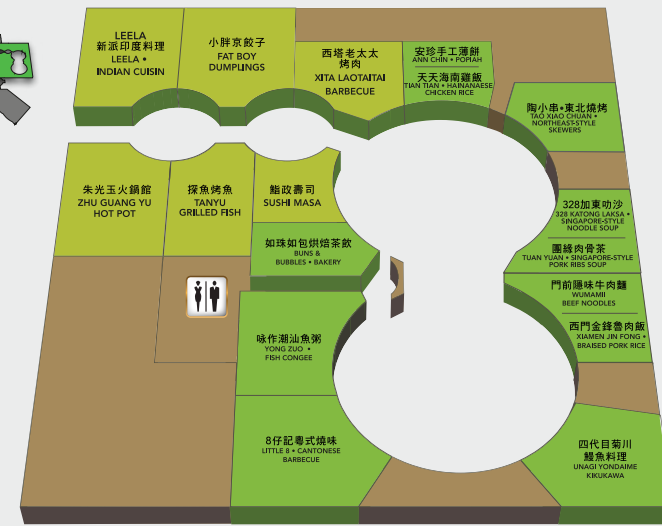 LEELA
新派印度料理
LEELA •
INDIAN CUISIN
小胖京餃子
FAT BOY
DUMPLINGS
西塔老太太
烤肉
XITA LAOTAITAI
BARBECUE
安珍手工薄餅
ANN CHIN • POPIAH
天天海南雞飯
TIAN TIAN • HAINANAESE
CHICKEN RICE
陶小串•東北燒烤
TAO XIAO CHUAN •
NORTHEAST-STYLE
SKEWERS
朱光玉火鍋館
ZHU GUANG YU
HOT POT
探魚烤魚
TANYU
GRILLED FISH
鮨政壽司
SUSHI MASA
328加東叻沙
328 KATONG LAKSA •
SINGAPORE-STYLE
NOODLE SOUP
團緣肉骨茶
TUAN YUAN • SINGAPORE-STYLE
PORK RIBS SOUP
如珠如包烘焙茶飲
BUNS &
BUBBLES • BAKERY
門前隱味牛肉麵
WUMAMII
BEEF NOODLES
西門金鋒魯肉飯
XIAMEN JIN FONG •
BRAISED PORK RICE
咏作潮汕魚粥
YONG ZUO •
FISH CONGEE
8仔記粵式燒味
LITTLE 8 • CANTONESE
BARBECUE
四代目菊川
鰻魚料理
UNAGI YONDAIME
KIKUKAWA